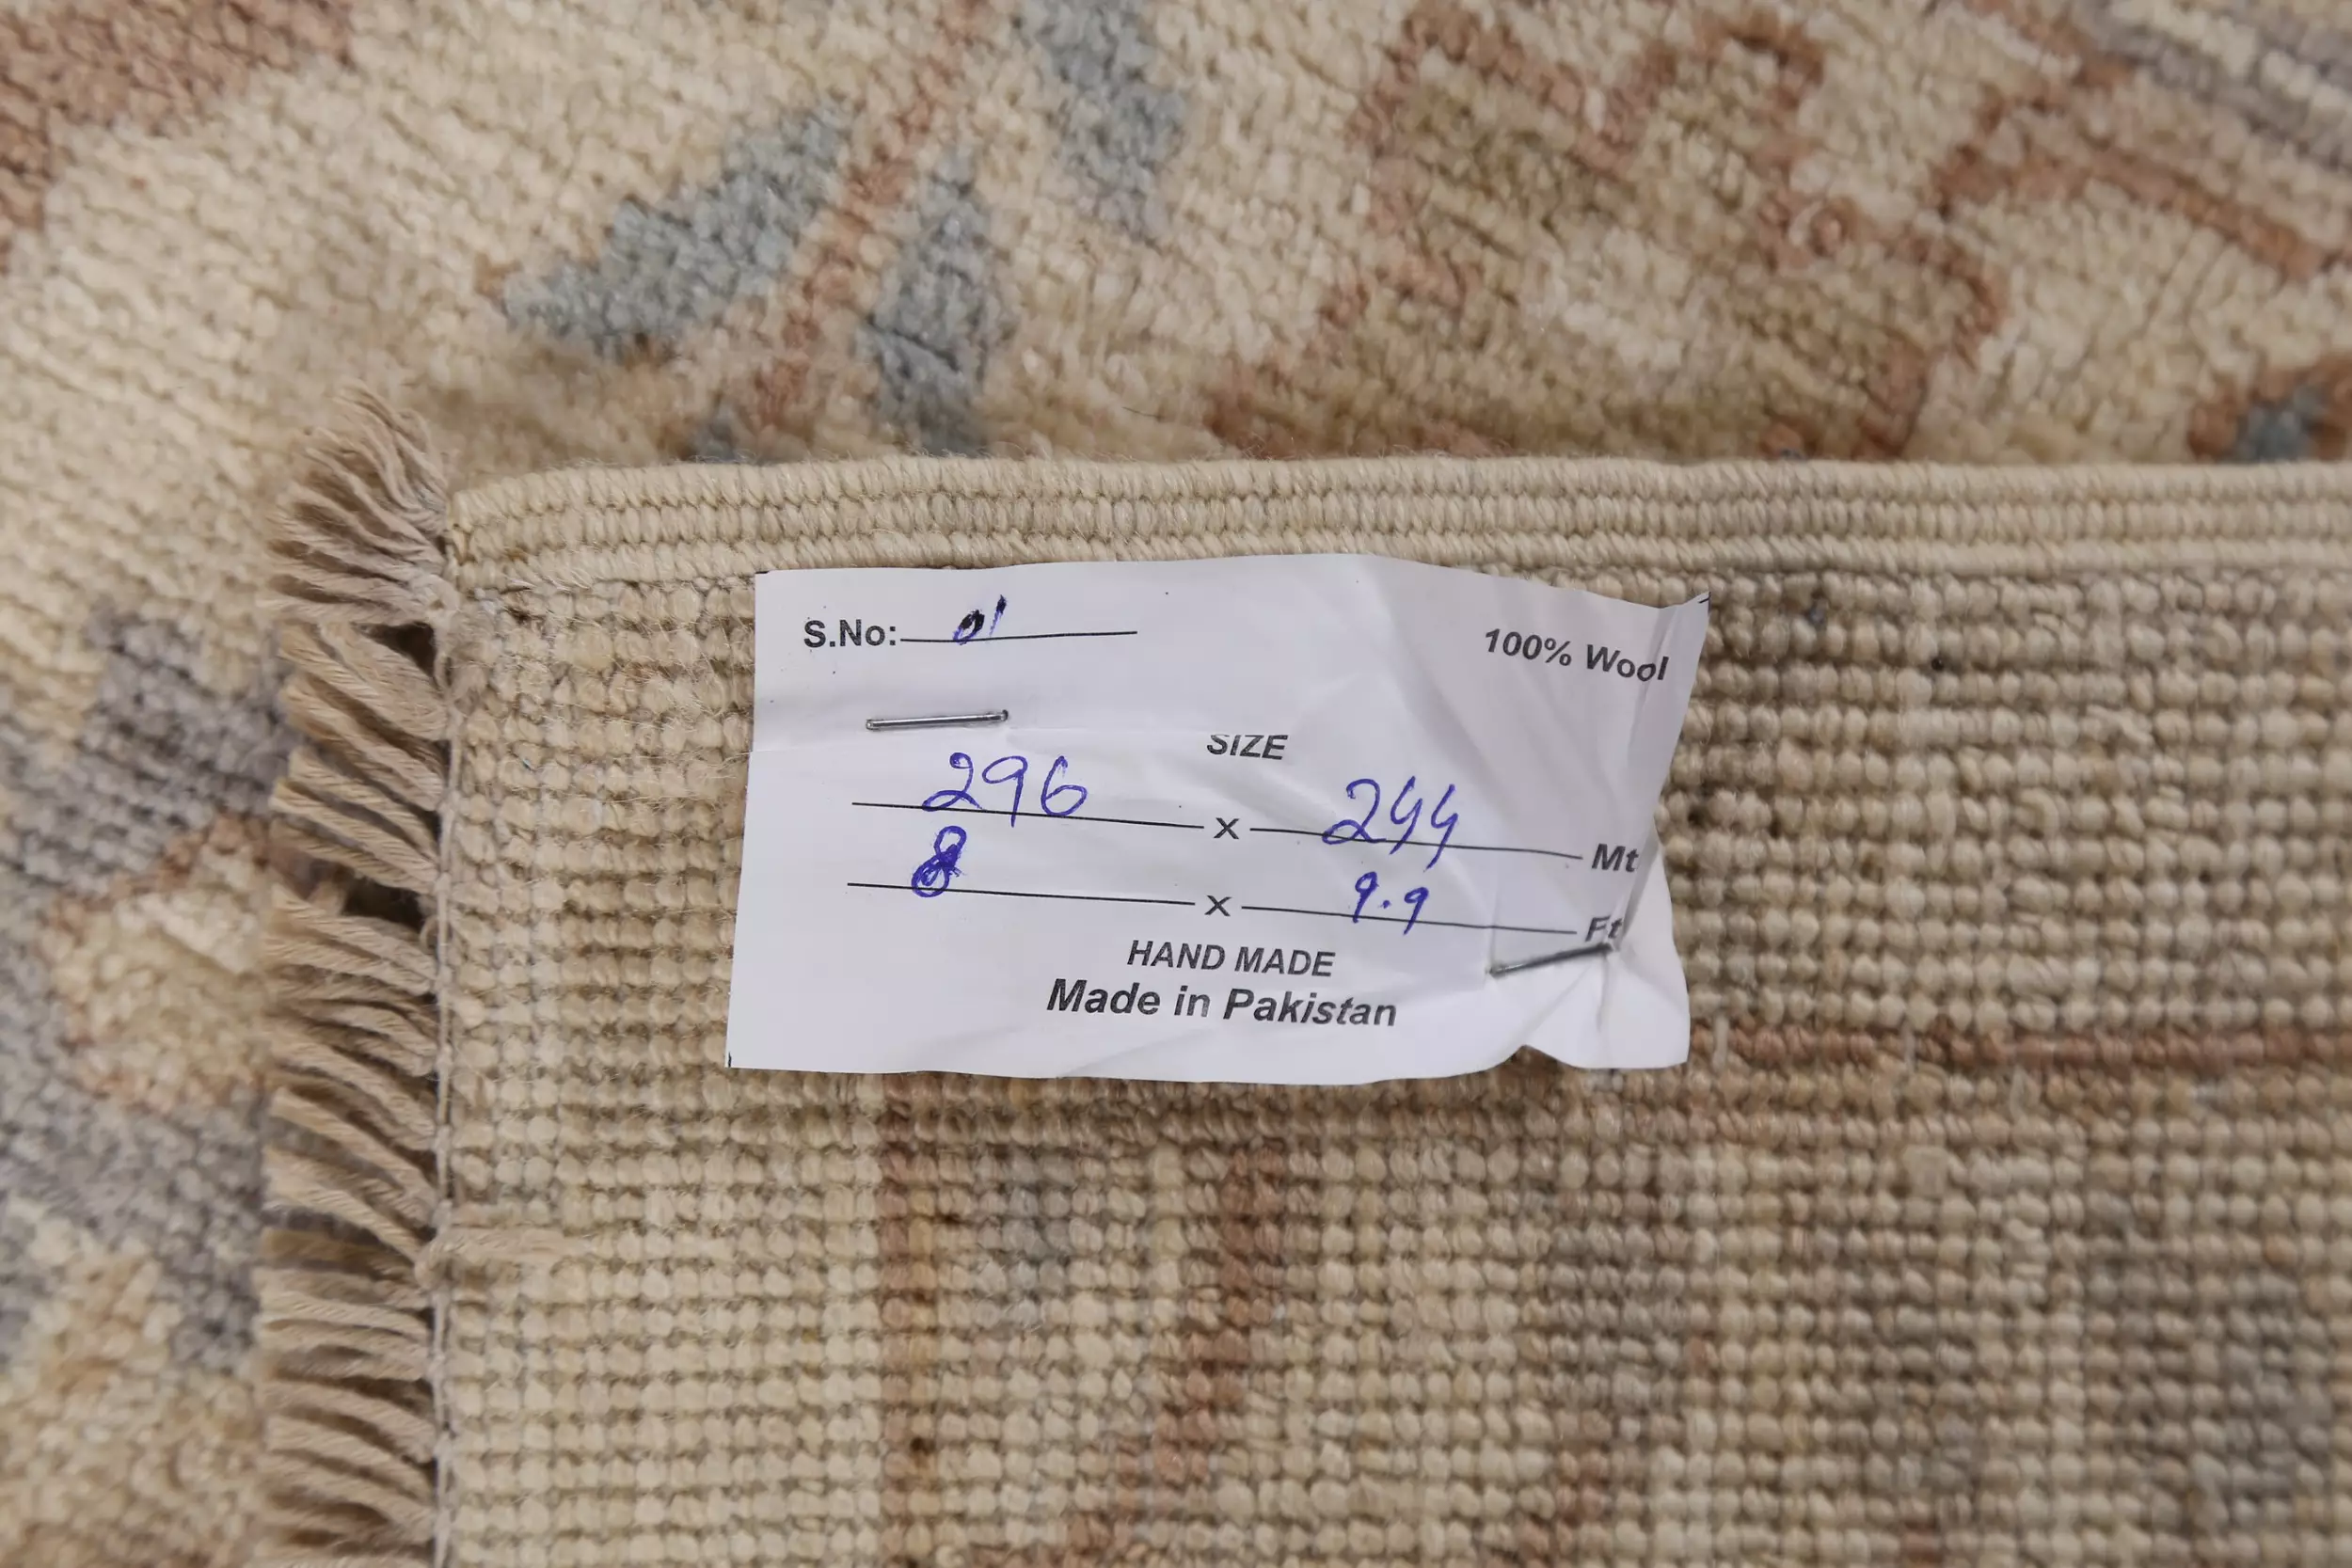 S.No: 01
100% Wool
SIZE
296 x 244 Mt
8 x 9.9 Ft
HAND MADE
Made in Pakistan